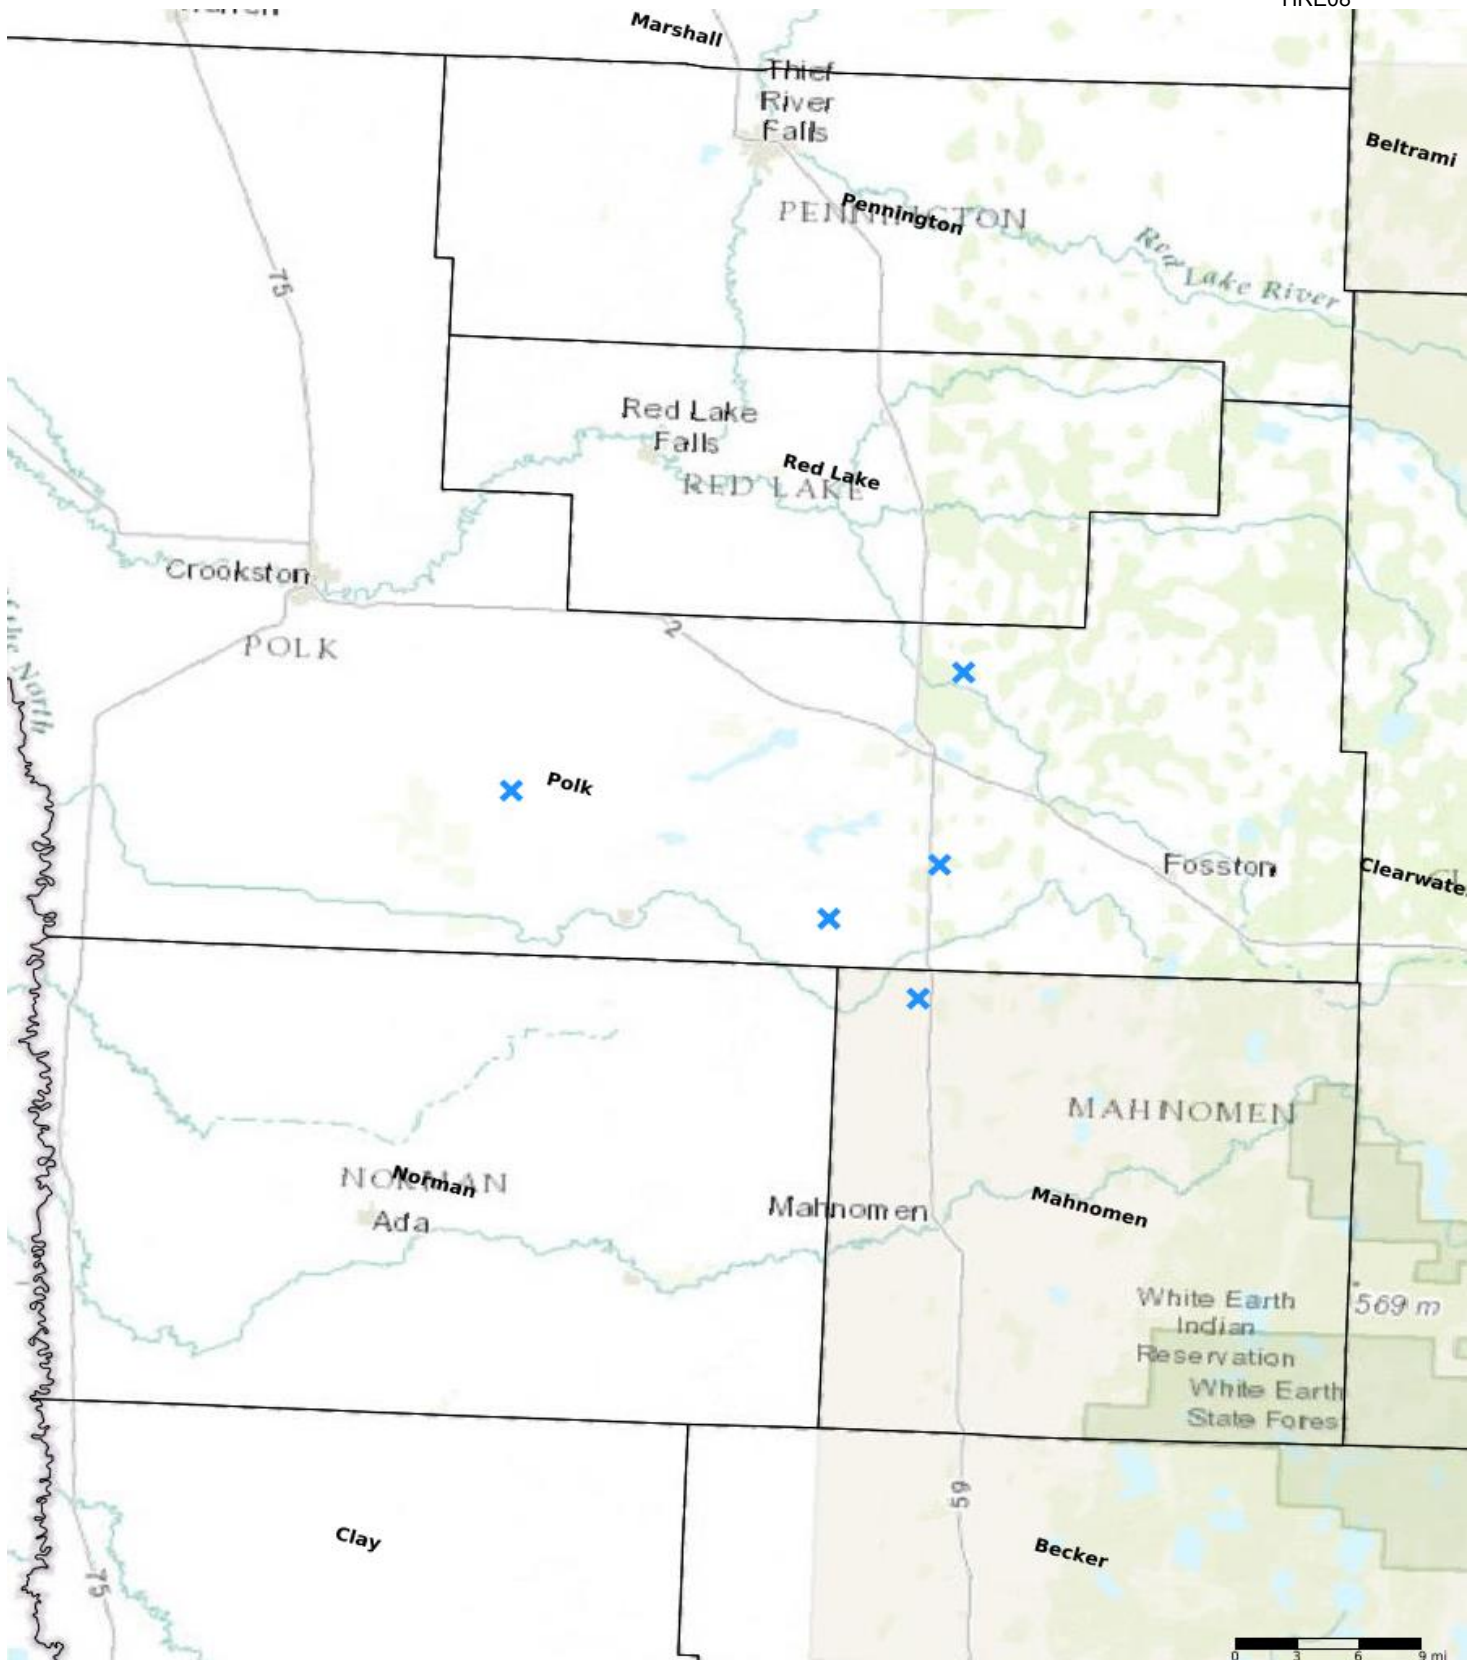 Marshall
Thief
River
Falls
Beltrami
PENNINGTON
Pennington
Red
Lake River
75
Red Lake
Falls
Red Lake
RED LAKE
Crookston
2
POLK
North
Polk
Fosston
Clearwate
MAHNOMEN
NORMAN
Norman
Mahnomen
Mahnomen
Ada
White Earth
Indian
Reservation
569 m
White Earth
State Fores
59
Clay
Becker
75
0 3 6 9 mi